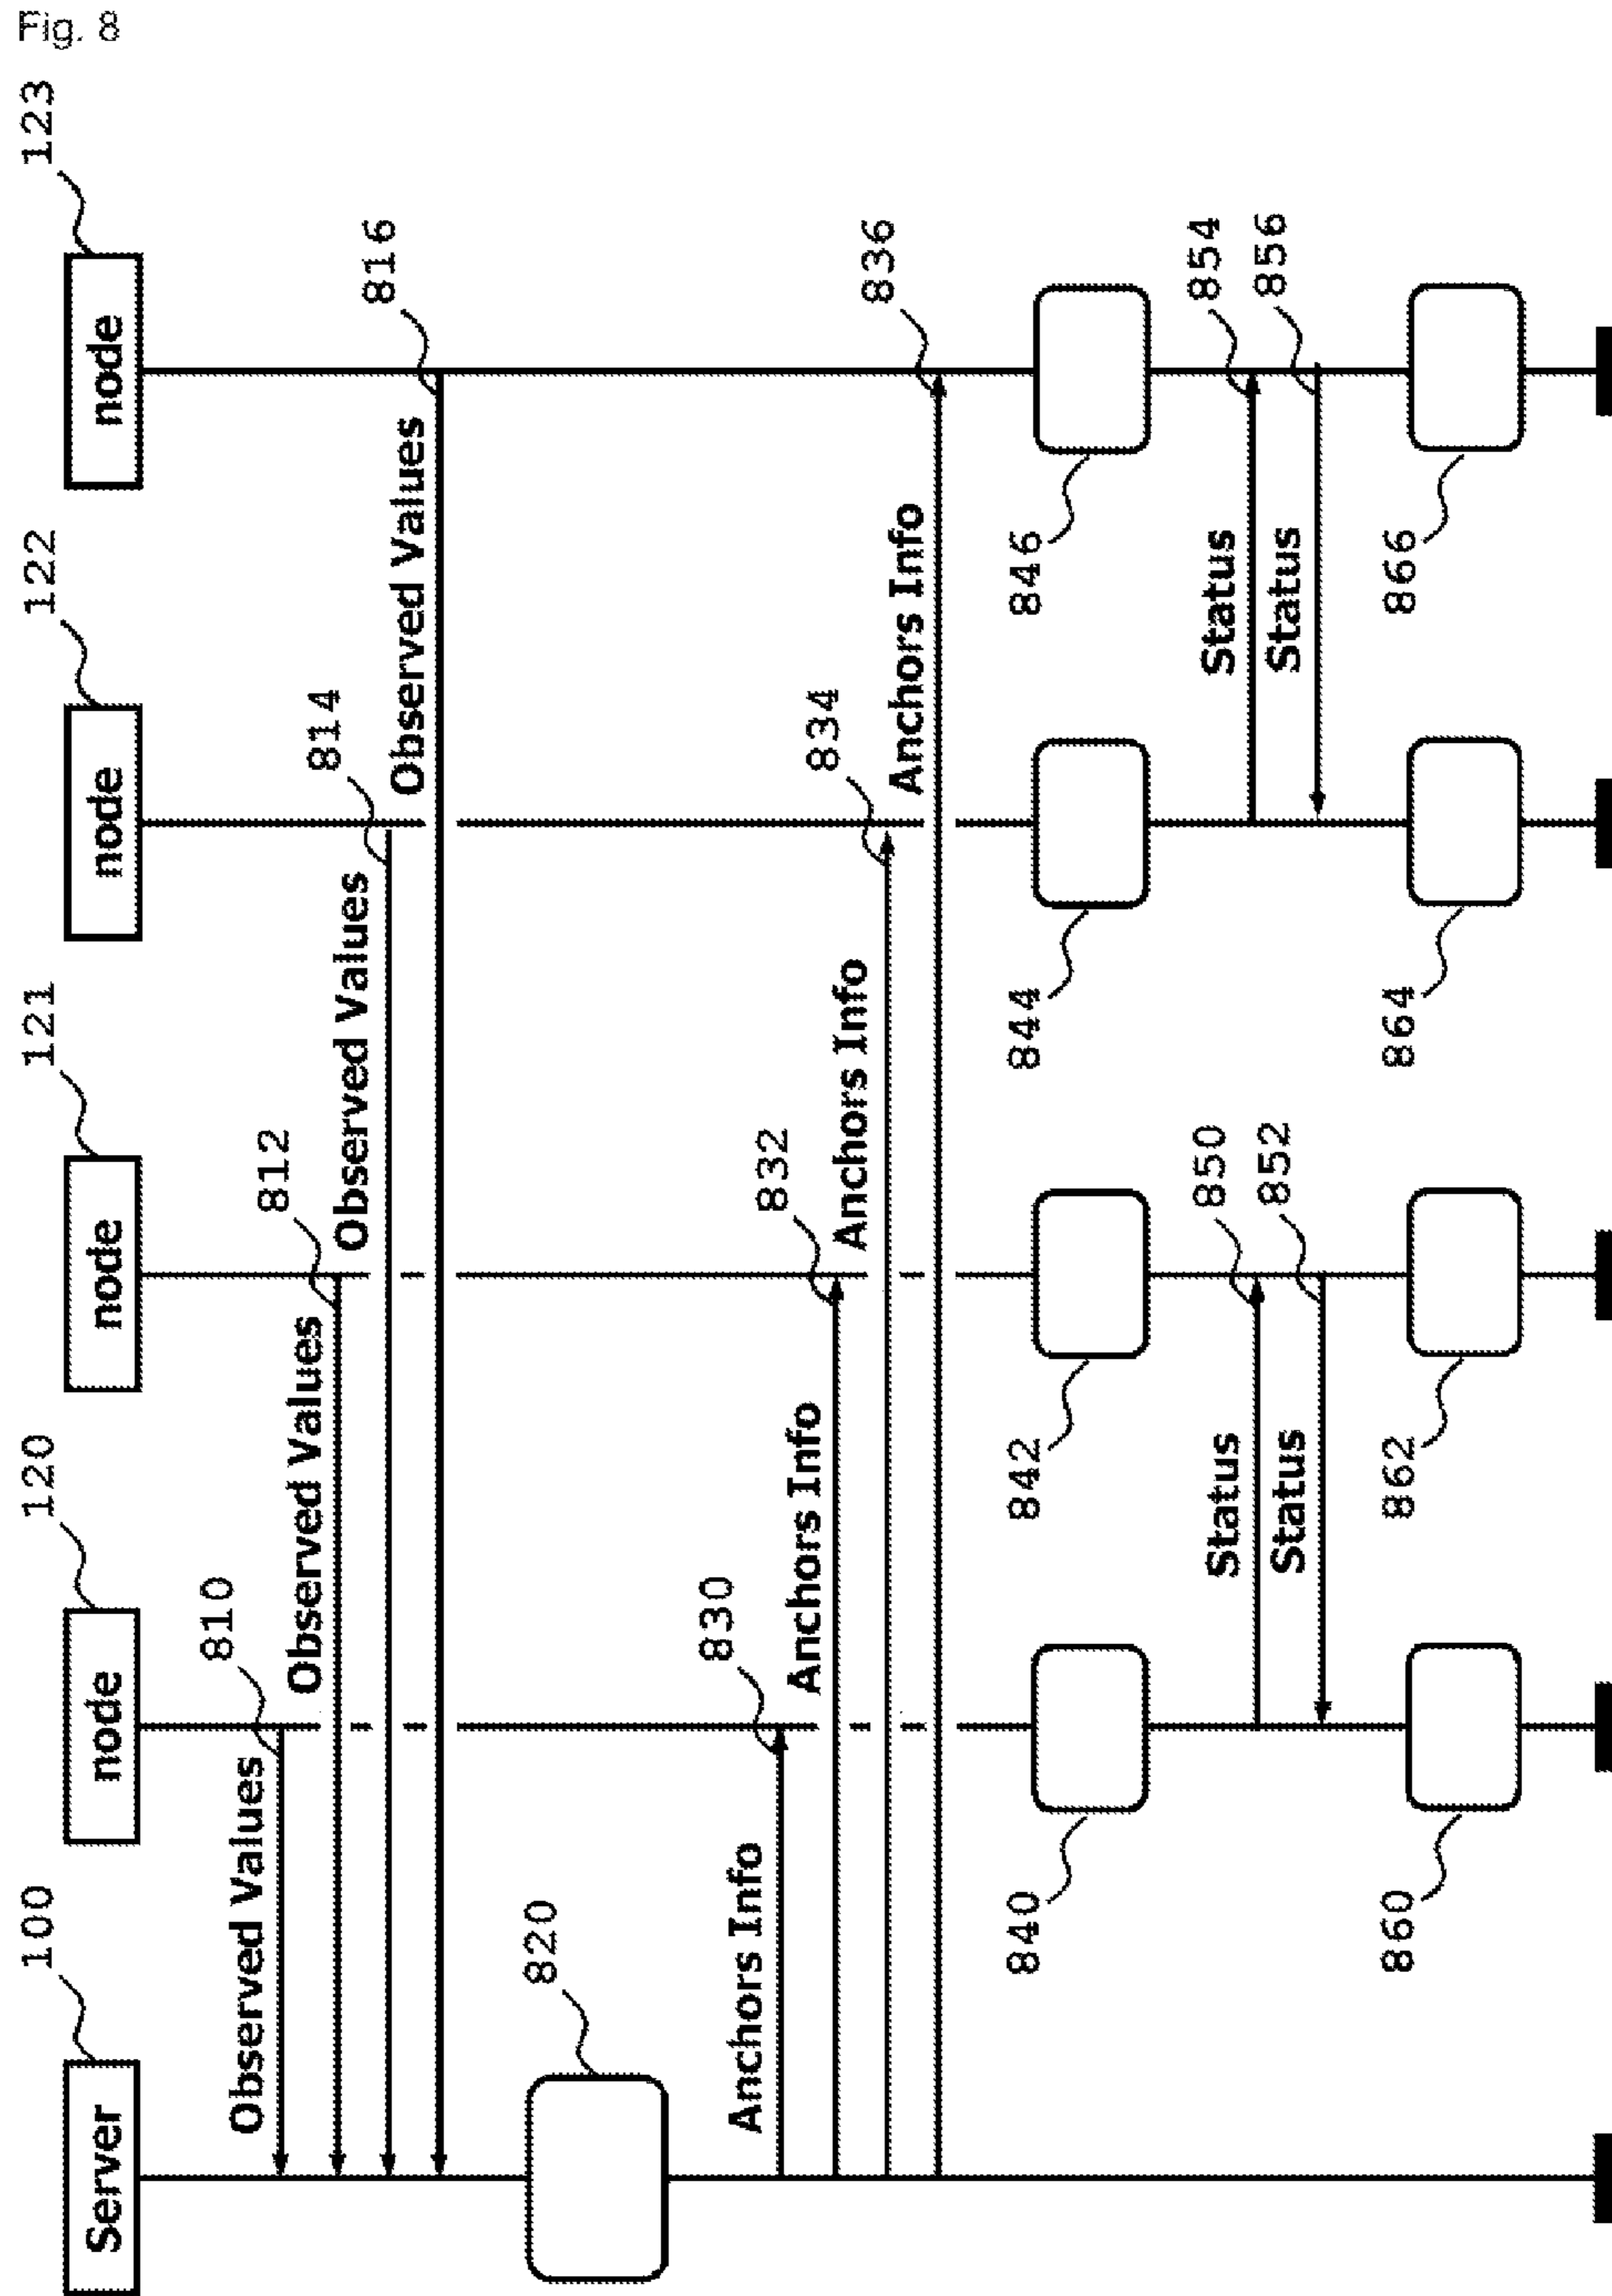 Fig. 8
Server
100
node
120
node
121
node
122
node
123
Observed Values
810
Observed Values
812
Observed Values
814
Observed Values
816
820
Anchors Info
830
Anchors Info
832
Anchors Info
834
Anchors Info
836
840
842
844
846
Status
850
Status
852
Status
854
Status
856
860
862
864
866